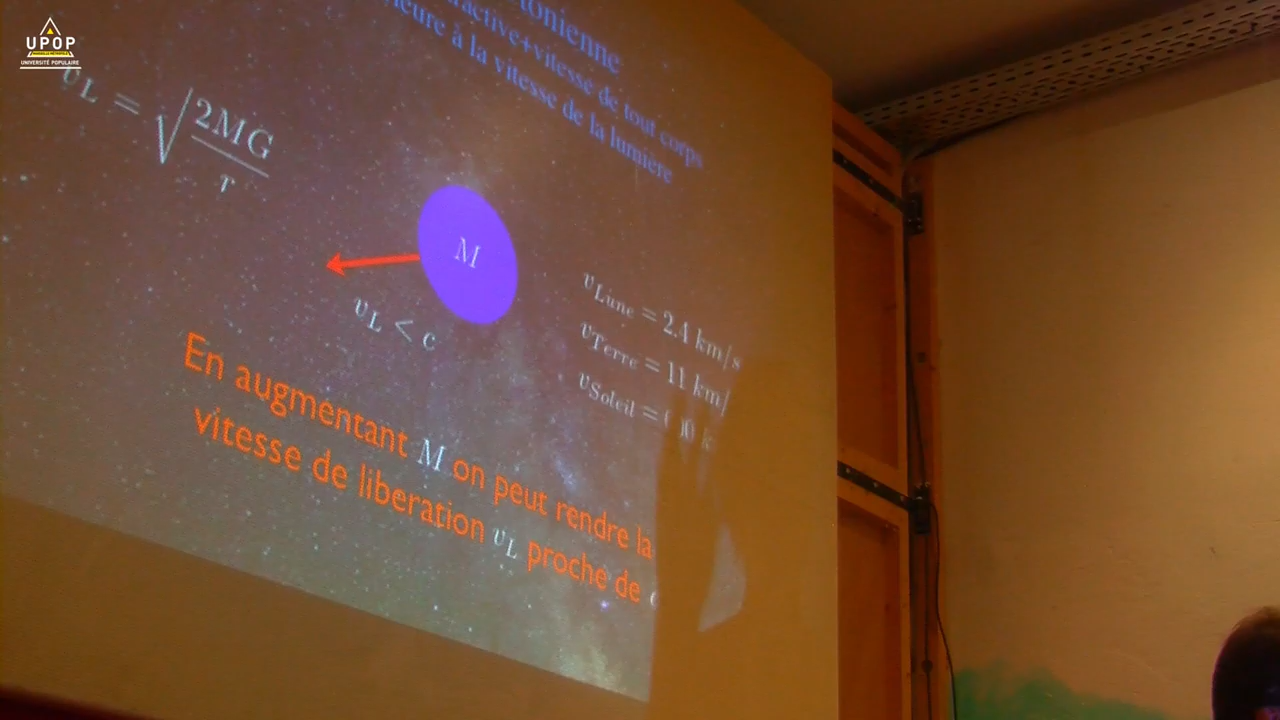 UPOP
UNIVERSITÉ POPULAIRE
tonienne
ractive+vitesse de tout corps
rieure à la vitesse de la lumière
v_L = √(2MG/r)
M
v_L < c
v_Lune = 2.4 km/s
v_Terre = 11 km/
v_Soleil =
En augmentant M on peut rendre la
vitesse de liberation v_L proche de